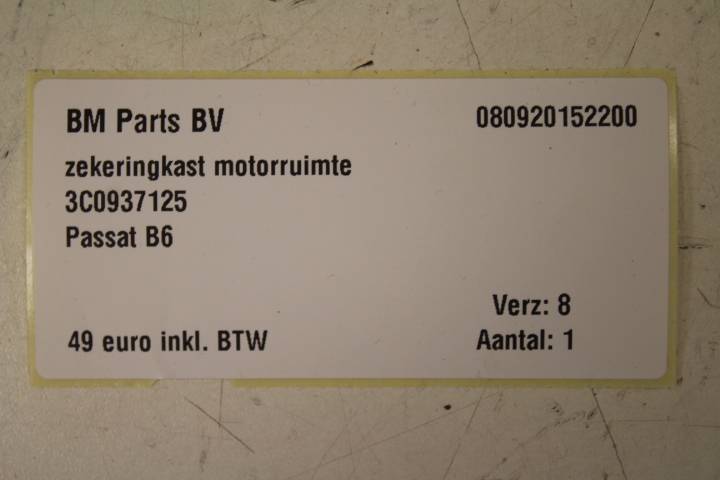 BM Parts BV
080920152200
zekeringkast motorruimte
3C0937125
Passat B6
Verz: 8
49 euro inkl. BTW
Aantal: 1